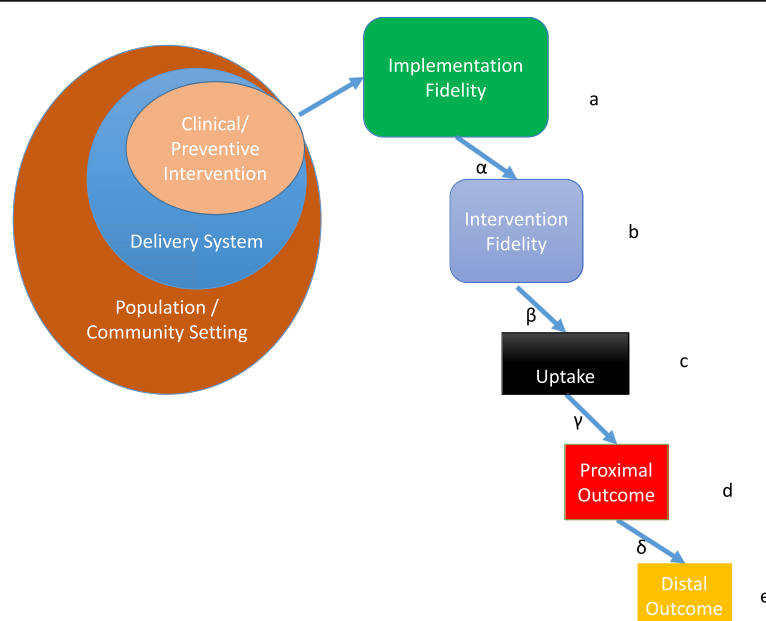 Implementation
Fidelity
a
Clinical/
Preventive
Intervention
α
Intervention
Fidelity
b
Delivery System
Population /
Community Setting
β
Uptake
c
γ
Proximal
Outcome
d
δ
Distal
Outcome
e